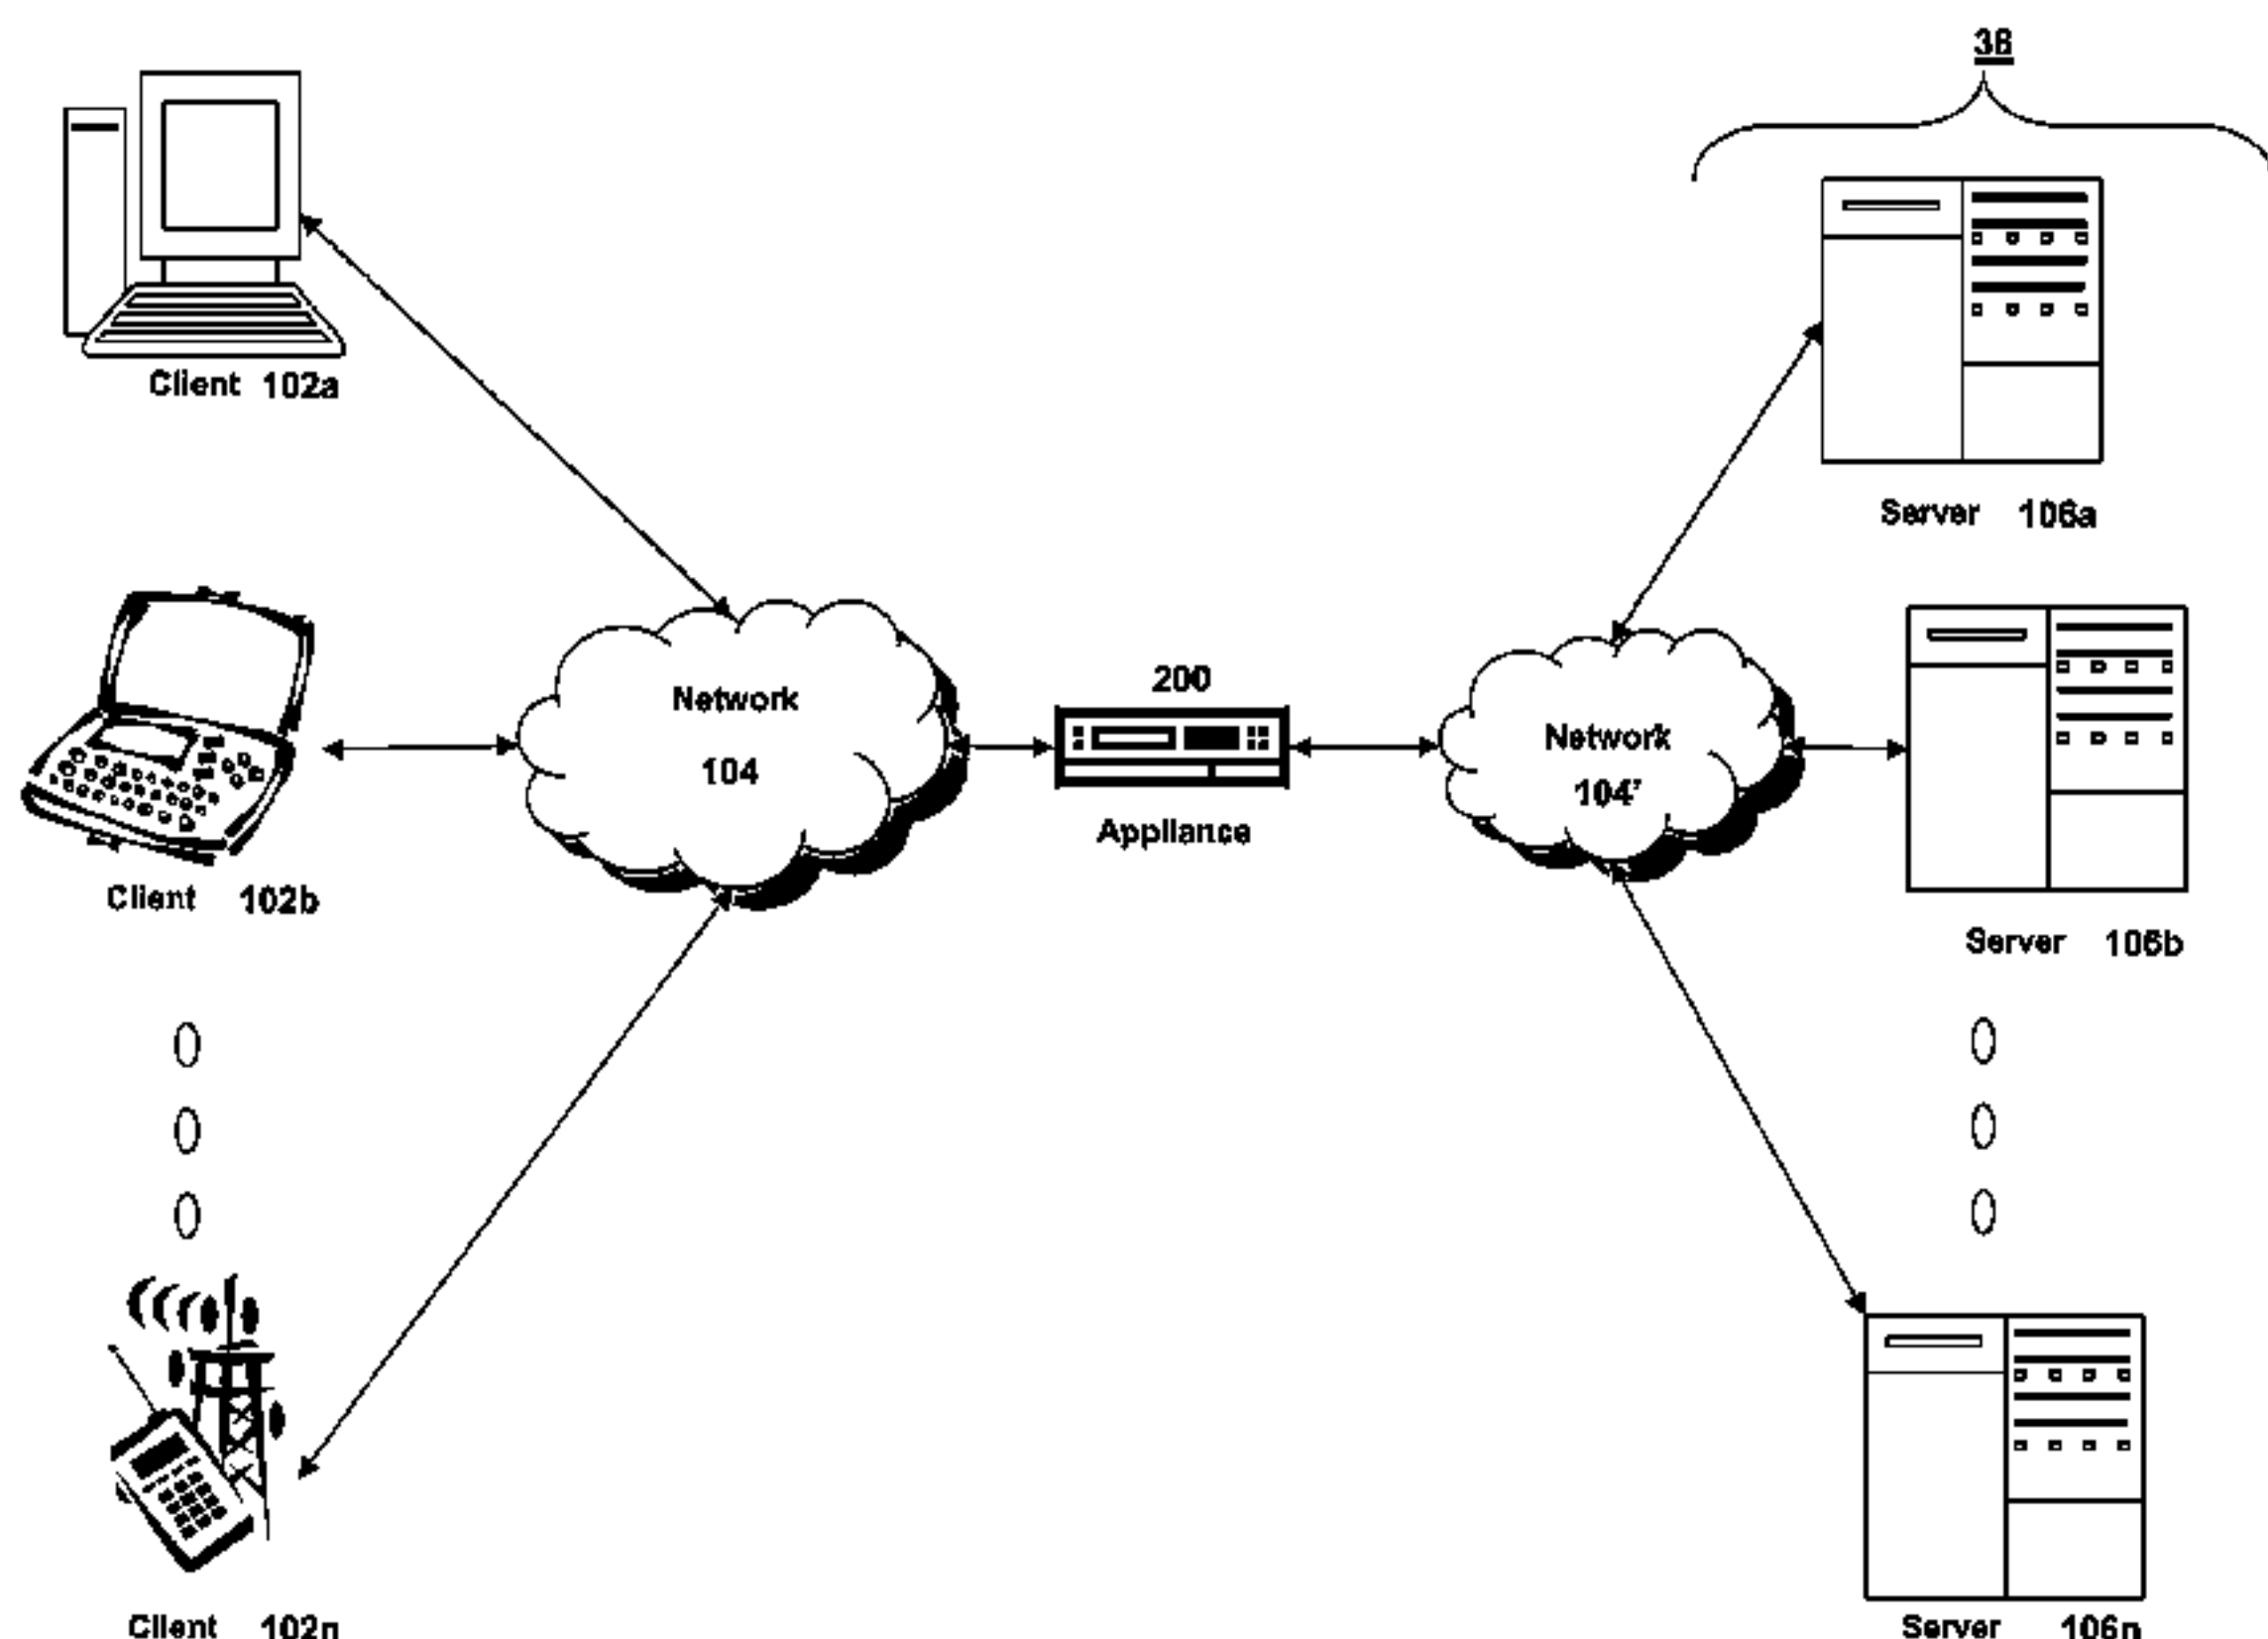 38
Client 102a
Server 106a
200
Network
104
Network
104'
Appliance
Client 102b
Server 106b
Client 102n
Server 106n